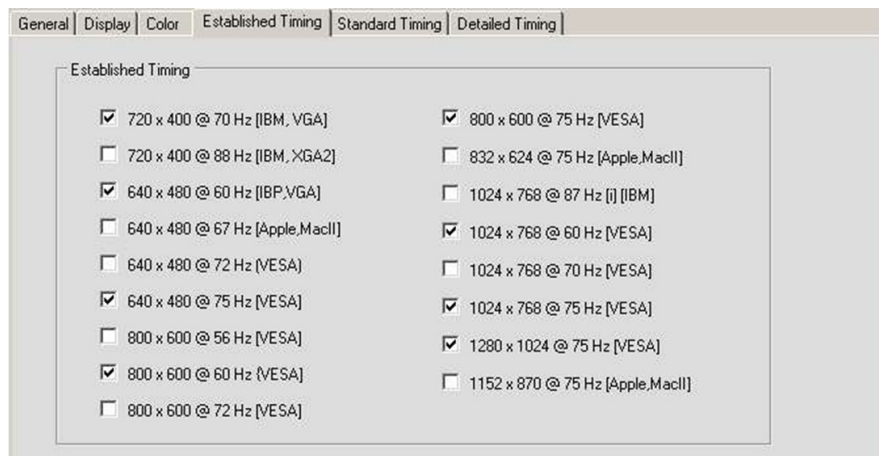 General Display Color Established Timing Standard Timing Detailed Timing
Established Timing
720 x 400 @ 70 Hz [IBM, VGA]
720 x 400 @ 88 Hz [IBM, XGA2]
640 x 480 @ 60 Hz [IBP,VGA]
640 x 480 @ 67 Hz [Apple,MacII]
640 x 480 @ 72 Hz (VESA)
640 x 480 @ 75 Hz [VESA]
800 x 600 @ 56 Hz [VESA]
800 x 600 @ 60 Hz (VESA]
800 x 600 @ 72 Hz [VESA]
800 x 600 @ 75 Hz [VESA]
832 x 624 @ 75 Hz [Apple,MacII]
1024 x 768 @ 87 Hz [i] [IBM]
1024 x 768 @ 60 Hz [VESA]
1024 x 768 @ 70 Hz [VESA]
1024 x 768 @ 75 Hz [VESA]
1280 x 1024 @ 75 Hz [VESA]
1152 x 870 @ 75 Hz [Apple,MacII]